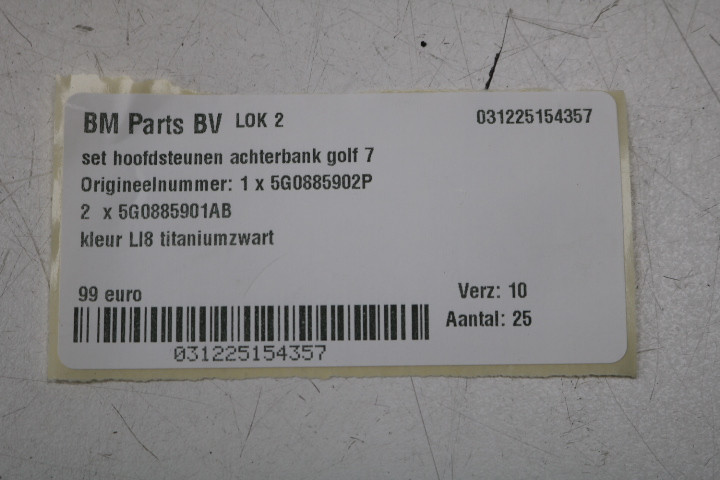 BM Parts BV LOK 2 031225154357
set hoofdsteunen achterbank golf 7
Origineelnummer: 1 x 5G0885902P
2 x 5G0885901AB
kleur LI8 titaniumzwart
99 euro Verz: 10
Aantal: 25
031225154357